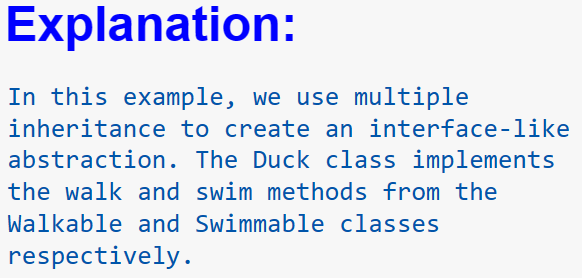 Explanation:
In this example, we use multiple
inheritance to create an interface-like
abstraction. The Duck class implements
the walk and swim methods from the
Walkable and Swimmable classes
respectively.